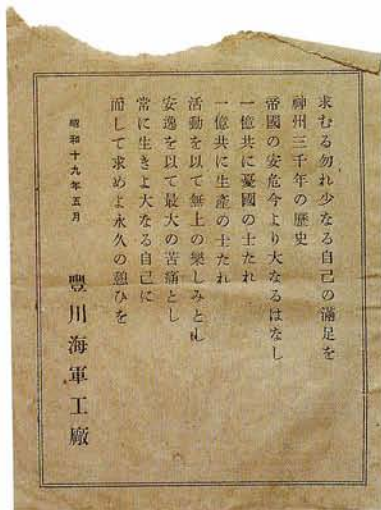 求むる勿れ少なる自己の滿足を
神州三千年の歴史
帝國の安危今より大なるはなし
一億共に憂國の士たれ
一億共に生產の士たれ
活動を以て無上の樂しみとし
安逸を以て最大の苦痛とし
常に生きよ大なる自己に
而して求めよ永久の憩ひを
昭和十九年五月
豐川海軍工廠